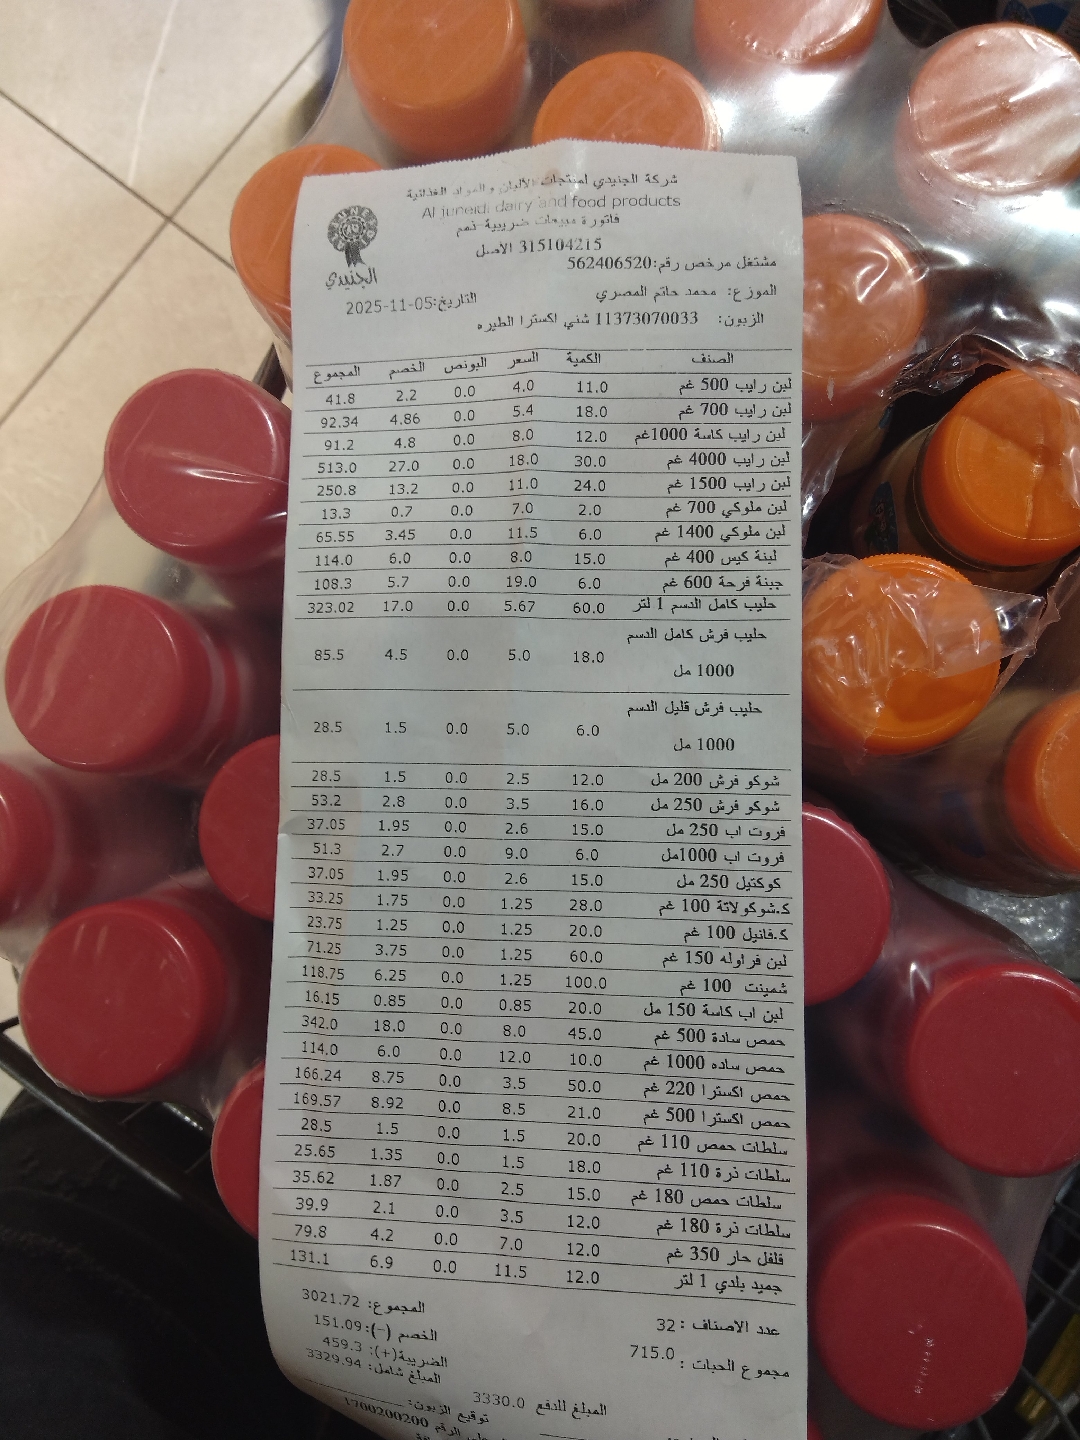 شركة الجنيدي لمنتجات الألبان و المواد الغذائية
Al juneidi dairy and food products
فاتورة مبيعات ضريبية-ذمم
315104215 الاصل
مشتغل مرخص رقم:562406520
الجنيدي
الموزع: محمد حاتم المصري
التاريخ:2025-11-05
الزبون: 11373070033 شني اكسترا الطيره
الصنف الكمية السعر البونص الخصم المجموع
لبن رايب 500 غم 11.0 4.0 0.0 2.2 41.8
لبن رايب 700 غم 18.0 5.4 0.0 4.86 92.34
لبن رايب كاسة 1000غم 12.0 8.0 0.0 4.8 91.2
لبن رايب 4000 غم 30.0 18.0 0.0 27.0 513.0
لبن رايب 1500 غم 24.0 11.0 0.0 13.2 250.8
لبن ملوكي 700 غم 2.0 7.0 0.0 0.7 13.3
لبن ملوكي 1400 غم 6.0 11.5 0.0 3.45 65.55
لبنة كيس 400 غم 15.0 8.0 0.0 6.0 114.0
جبنة فرحة 600 غم 6.0 19.0 0.0 5.7 108.3
حليب كامل الدسم 1 لتر 60.0 5.67 0.0 17.0 323.02
حليب فرش كامل الدسم
1000 مل 18.0 5.0 0.0 4.5 85.5
حليب فرش قليل الدسم
1000 مل 6.0 5.0 0.0 1.5 28.5
شوكو فرش 200 مل 12.0 2.5 0.0 1.5 28.5
شوكو فرش 250 مل 16.0 3.5 0.0 2.8 53.2
فروت اب 250 مل 15.0 2.6 0.0 1.95 37.05
فروت اب 1000مل 6.0 9.0 0.0 2.7 51.3
كوكتيل 250 مل 15.0 2.6 0.0 1.95 37.05
ك.شوكولاتة 100 غم 28.0 1.25 0.0 1.75 33.25
ك.فانيل 100 غم 20.0 1.25 0.0 1.25 23.75
لبن فراوله 150 غم 60.0 1.25 0.0 3.75 71.25
شمينت 100 غم 100.0 1.25 0.0 6.25 118.75
لبن اب كاسة 150 مل 20.0 0.85 0.0 0.85 16.15
حمص سادة 500 غم 45.0 8.0 0.0 18.0 342.0
حمص ساده 1000 غم 10.0 12.0 0.0 6.0 114.0
حمص اكسترا 220 غم 50.0 3.5 0.0 8.75 166.24
حمص اكسترا 500 غم 21.0 8.5 0.0 8.92 169.57
سلطات حمص 110 غم 20.0 1.5 0.0 1.5 28.5
سلطات ذرة 110 غم 18.0 1.5 0.0 1.35 25.65
سلطات حمص 180 غم 15.0 2.5 0.0 1.87 35.62
سلطات ذرة 180 غم 12.0 3.5 0.0 2.1 39.9
فلفل حار 350 غم 12.0 7.0 0.0 4.2 79.8
جميد بلدي 1 لتر 12.0 11.5 0.0 6.9 131.1
عدد الاصناف : 32
مجموع الحبات : 715.0
المجموع: 3021.72
الخصم (-): 151.09
الضريبة(+): 459.3
المبلغ شامل: 3329.94
المبلغ للدفع 3330.0
توقيع الزبون:
الرقم 1700200200